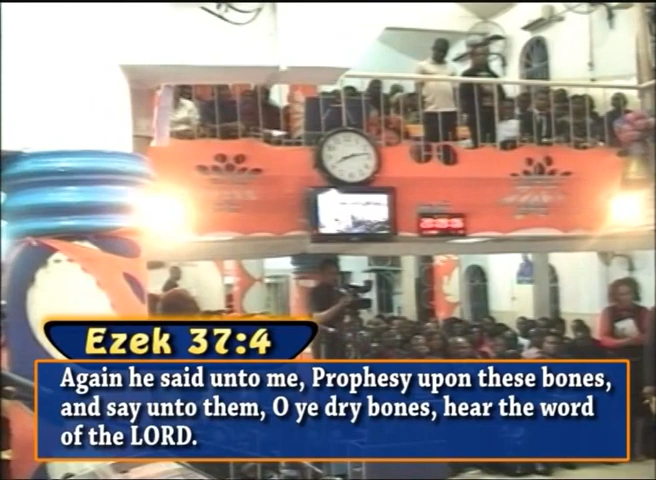 Ezek 37:4
Again he said unto me, Prophesy upon these bones,
and say unto them, O ye dry bones, hear the word
of the LORD.